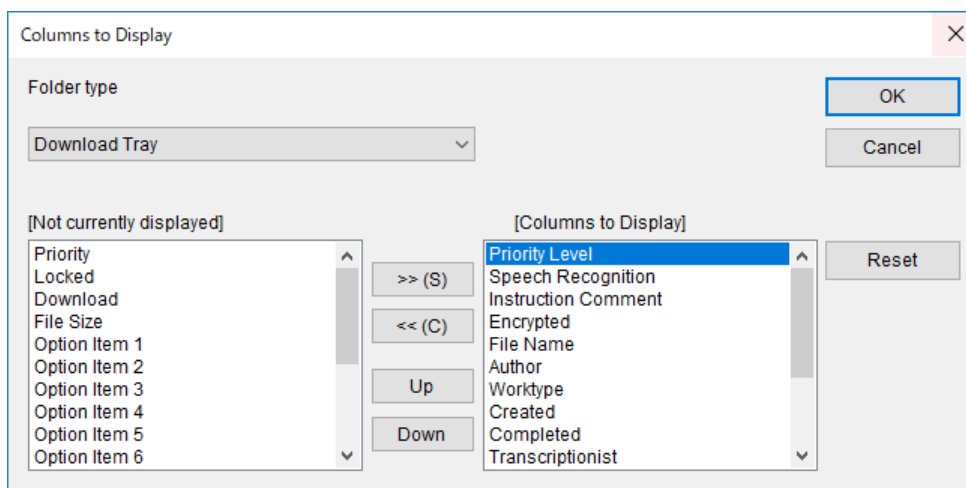 Columns to Display
Folder type
OK
Download Tray
Cancel
[Not currently displayed]
[Columns to Display]
Priority
Locked
Download
File Size
Option Item 1
Option Item 2
Option Item 3
Option Item 4
Option Item 5
Option Item 6
>> (S)
<< (C)
Up
Down
Priority Level
Speech Recognition
Instruction Comment
Encrypted
File Name
Author
Worktype
Created
Completed
Transcriptionist
Reset